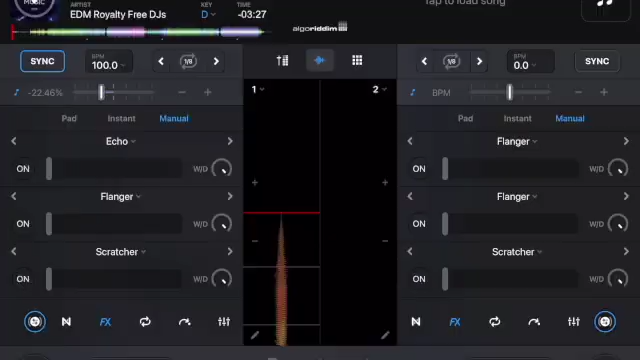 MUSIC
ARTIST
EDM Royalty Free DJs
KEY
D
TIME
-03:27
Tap to load song
algoriddim
SYNC
BPM
100.0
1/8
1/8
BPM
0.0
SYNC
-22.46%
1
2
BPM
Pad Instant Manual
Pad Instant Manual
Echo
Flanger
ON W/D
ON W/D
Flanger
Flanger
ON W/D
ON W/D
Scratcher
Scratcher
ON W/D
ON W/D
FX
FX